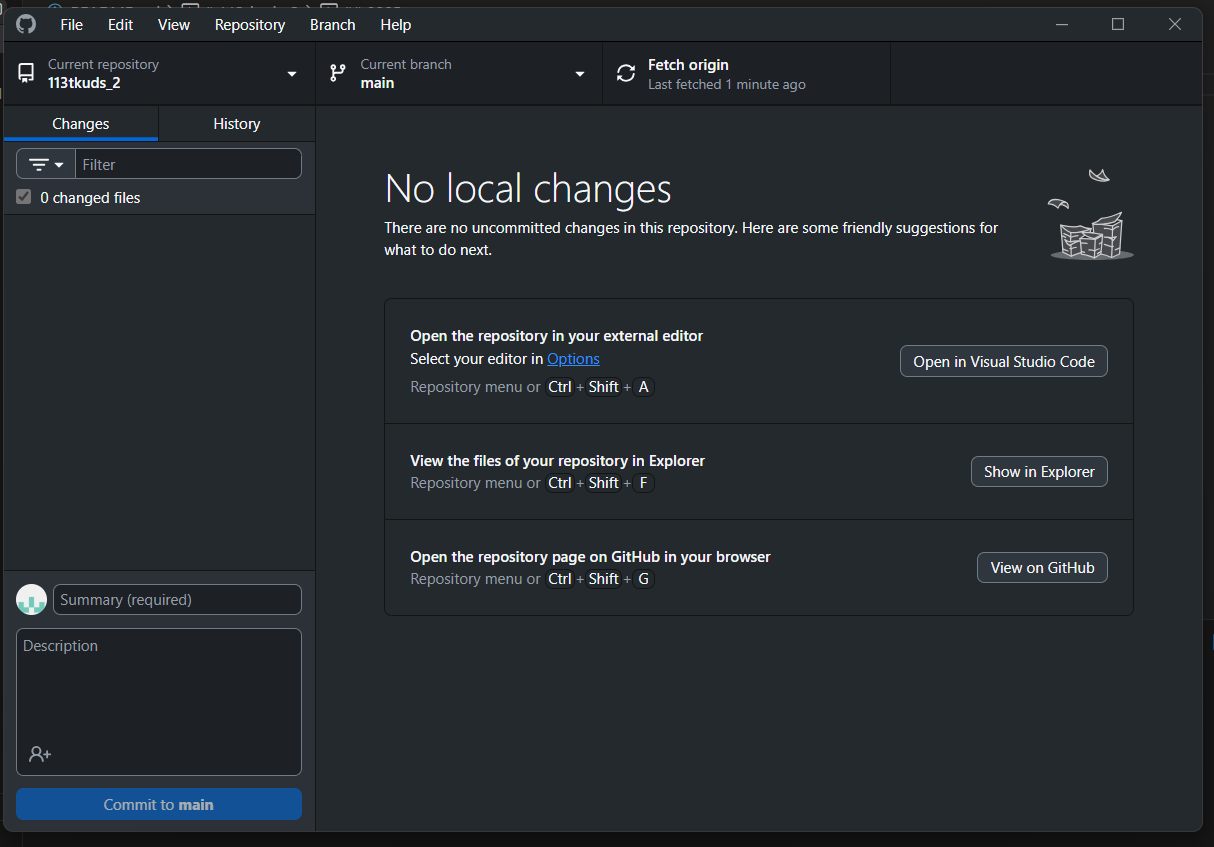 File Edit View Repository Branch Help
Current repository
113tkuds_2
Current branch
main
Fetch origin
Last fetched 1 minute ago
Changes History
Filter
0 changed files
No local changes
There are no uncommitted changes in this repository. Here are some friendly suggestions for
what to do next.
Open the repository in your external editor
Select your editor in Options
Repository menu or Ctrl + Shift + A
Open in Visual Studio Code
View the files of your repository in Explorer
Repository menu or Ctrl + Shift + F
Show in Explorer
Open the repository page on GitHub in your browser
Repository menu or Ctrl + Shift + G
View on GitHub
Summary (required)
Description
Commit to main